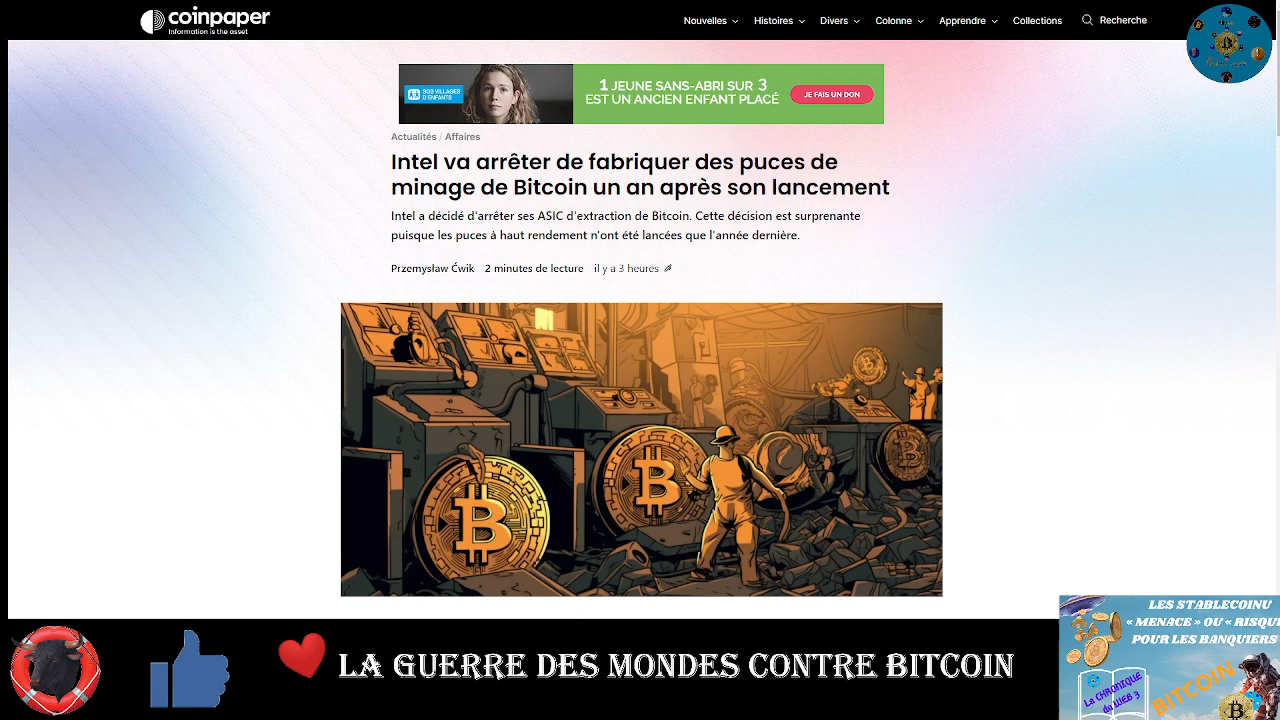 coinpaper
Information is the asset
Nouvelles
Histoires
Divers
Colonne
Apprendre
Collections
Recherche
SOS VILLAGES
D'ENFANTS
1 JEUNE SANS-ABRI SUR 3
EST UN ANCIEN ENFANT PLACÉ
JE FAIS UN DON
Actualités / Affaires
Intel va arrêter de fabriquer des puces de
minage de Bitcoin un an après son lancement
Intel a décidé d'arrêter ses ASIC d'extraction de Bitcoin. Cette décision est surprenante
puisque les puces à haut rendement n'ont été lancées que l'année dernière.
Przemysław Ćwik 2 minutes de lecture il y a 3 heures
LA GUERRE DES MONDES CONTRE BITCOIN
LES STABLECOINU
« MENACE » OU « RISQU
POUR LES BANQUIERS
La CHRONIQUE
du WEB 3
BITCOIN